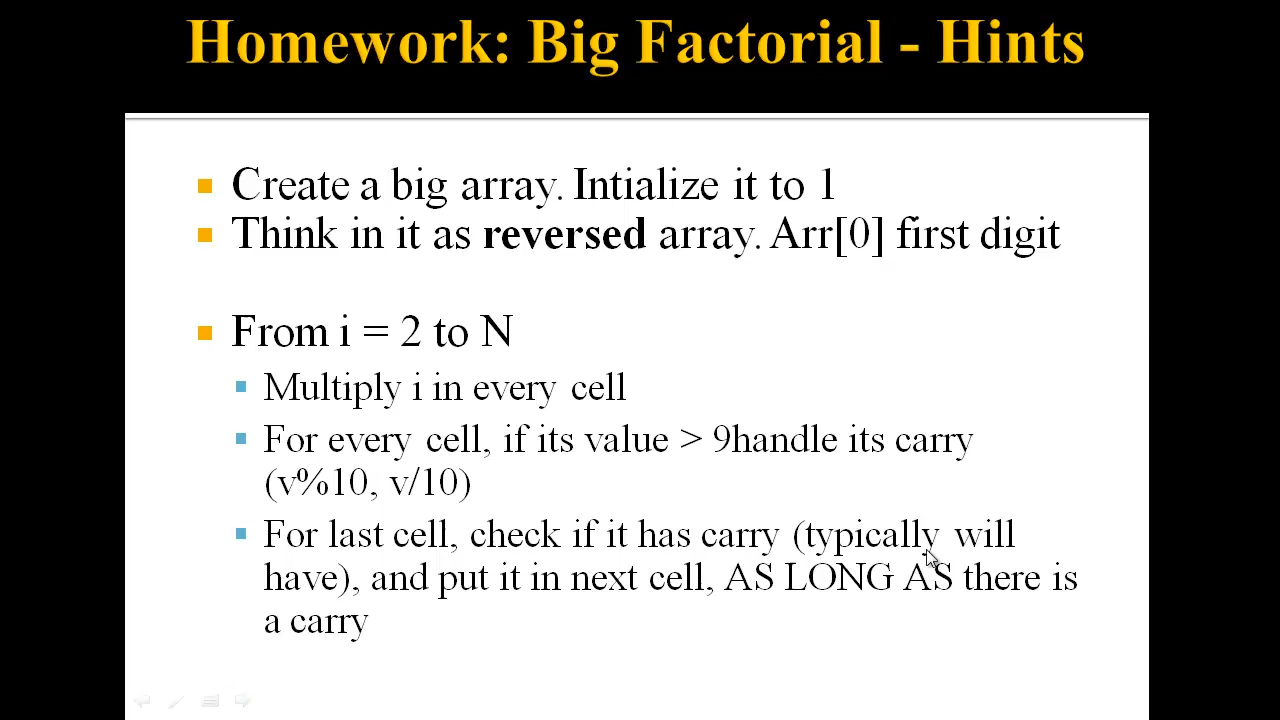 Homework: Big Factorial - Hints
Create a big array. Intialize it to 1
Think in it as reversed array. Arr[0] first digit
From i = 2 to N
Multiply i in every cell
For every cell, if its value > 9handle its carry
(v%10, v/10)
For last cell, check if it has carry (typically will
have), and put it in next cell, AS LONG AS there is
a carry